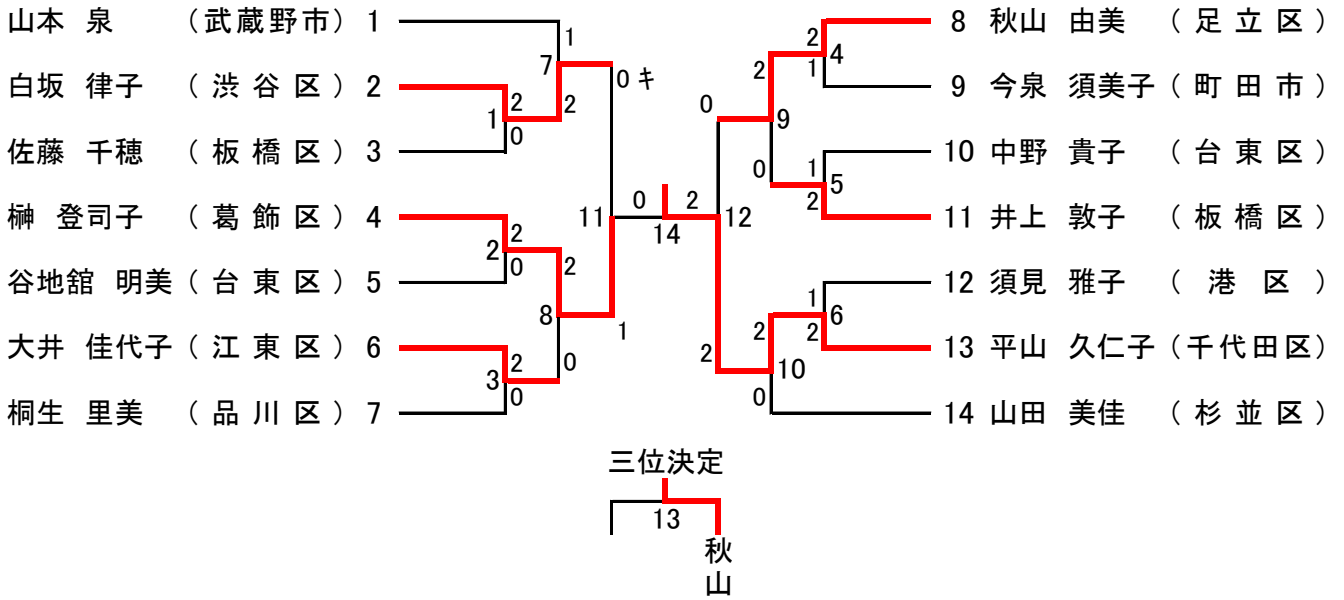 山本 泉 (武蔵野市) 1
白坂 律子 (渋谷区) 2
佐藤 千穂 (板橋区) 3
榊 登司子 (葛飾区) 4
谷地舘 明美 (台東区) 5
大井 佳代子 (江東区) 6
桐生 里美 (品川区) 7
1
7
2
0 キ
2
1
0
2
2
0
2
8
0
2
3
0
11
1
0
14
2
8 秋山 由美 (足立区)
9 今泉 須美子 (町田市)
10 中野 貴子 (台東区)
11 井上 敦子 (板橋区)
12 須見 雅子 (港区)
13 平山 久仁子 (千代田区)
14 山田 美佳 (杉並区)
2
4
1
2
9
0
1
5
2
0
12
2
1
6
2
2
10
0
三位決定
13
秋山